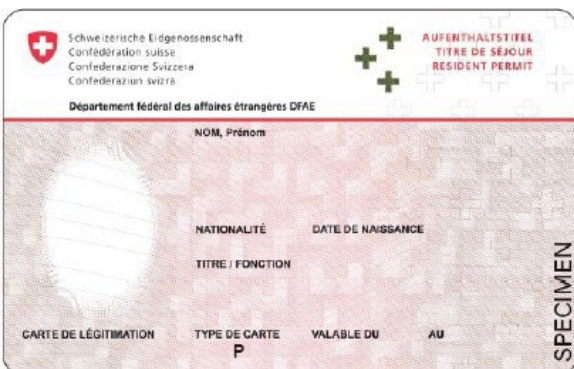 Schweizerische Eidgenossenschaft
Confédération suisse
Confederazione Svizzera
Confederaziun svizra
Département fédéral des affaires étrangères DFAE
AUFENTHALTSTITEL
TITRE DE SÉJOUR
RESIDENT PERMIT
NOM, Prénom
NATIONALITÉ DATE DE NAISSANCE
TITRE / FONCTION
CARTE DE LÉGITIMATION TYPE DE CARTE VALABLE DU AU
P
SPECIMEN